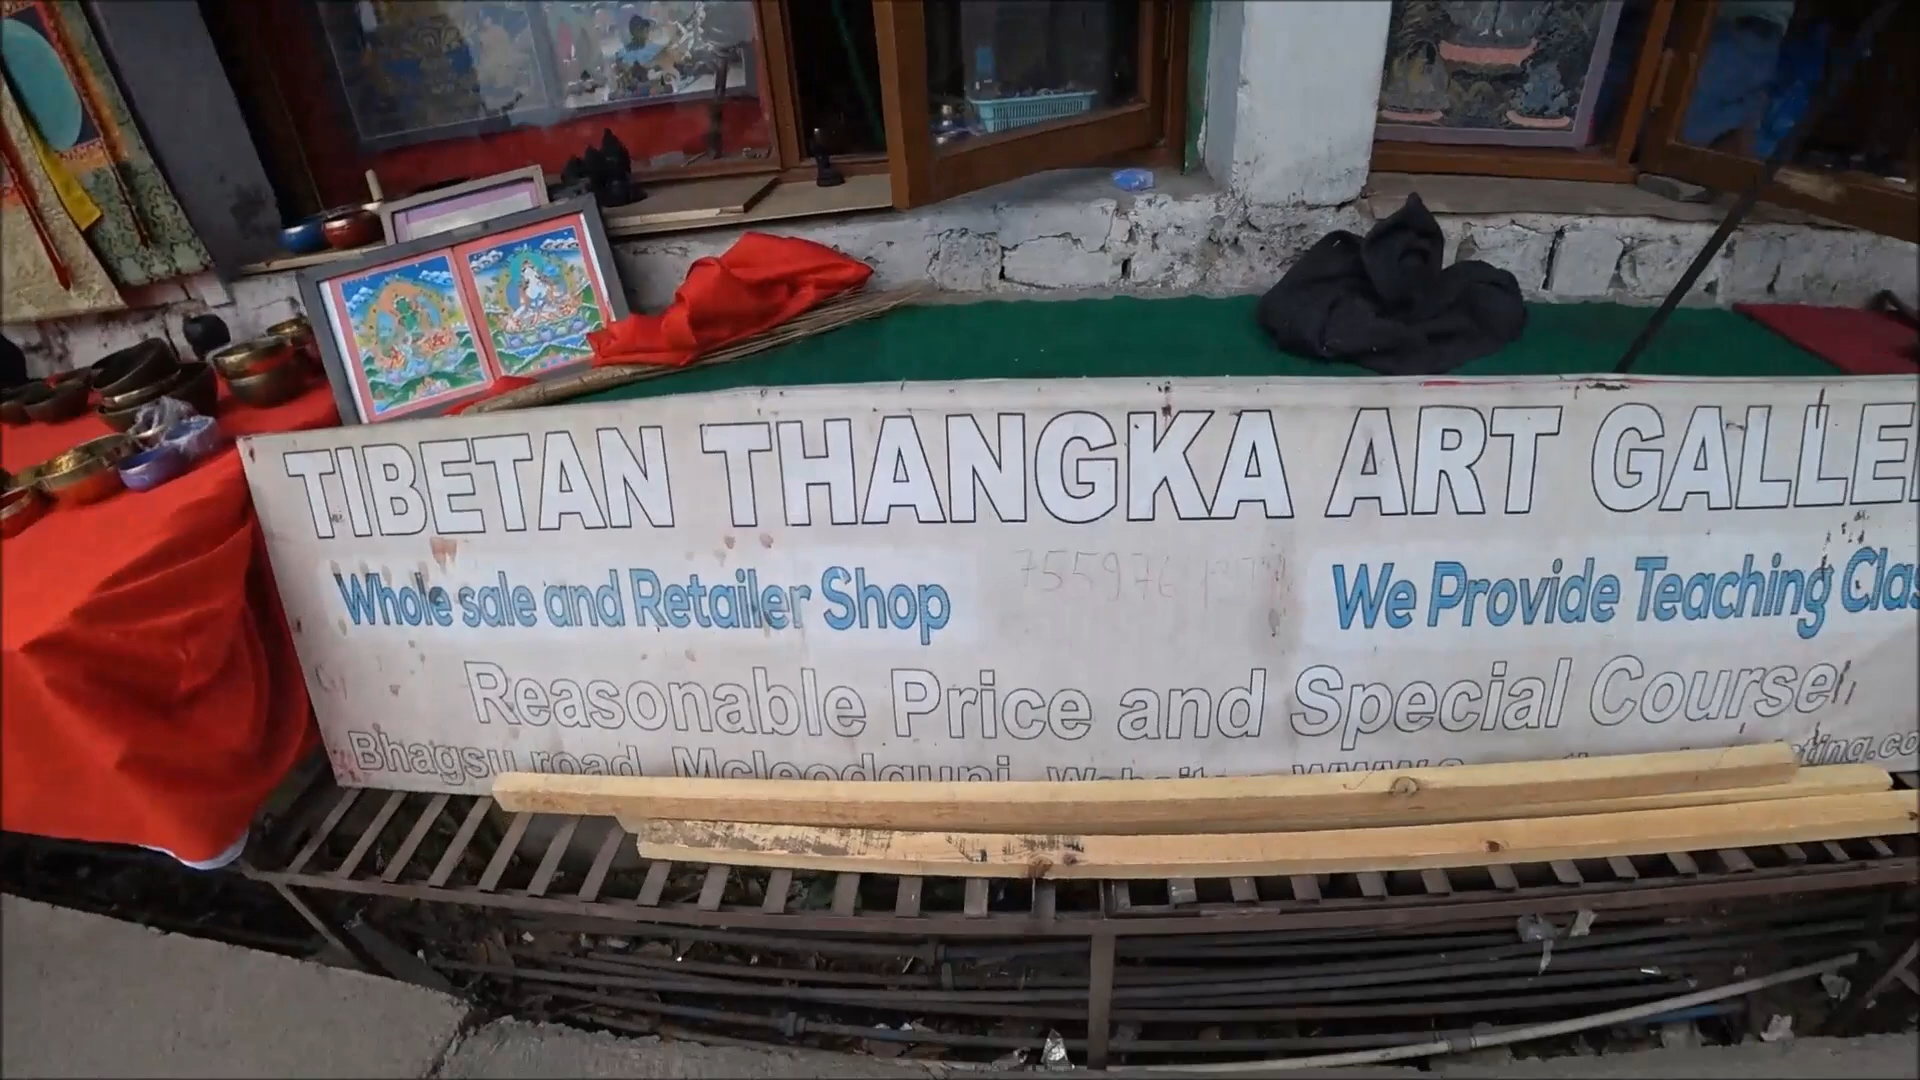 TIBETAN THANGKA ART GALLE
Whole sale and Retailer Shop
We Provide Teaching Clas
Reasonable Price and Special Course
Bhagsu road, Mcleodgunj